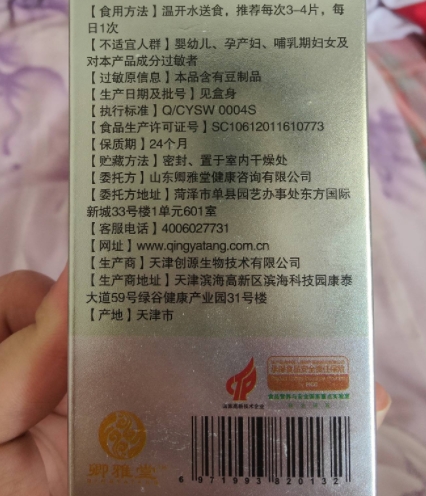 【食用方法】温开水送食，推荐每次3-4片，每
日1次
【不适宜人群】婴幼儿、孕产妇、哺乳期妇女及
对本产品成分过敏者
【过敏原信息】本品含有豆制品
【生产日期及批号】见盒身
【执行标准】Q/CYSW 0004S
【食品生产许可证号】SC10612011610773
【保质期】24个月
【贮藏方法】密封、置于室内干燥处
【委托方】山东卿雅堂健康咨询有限公司
【委托方地址】菏泽市单县园艺办事处东方国际
新城33号楼1单元601室
【客服电话】4006027731
【网址】www.qingyatang.com.cn
【生产商】天津创源生物技术有限公司
【生产商地址】天津滨海高新区滨海科技园康泰
大道59号绿谷健康产业园31号楼
【产地】天津市
卿雅堂
6971993820132